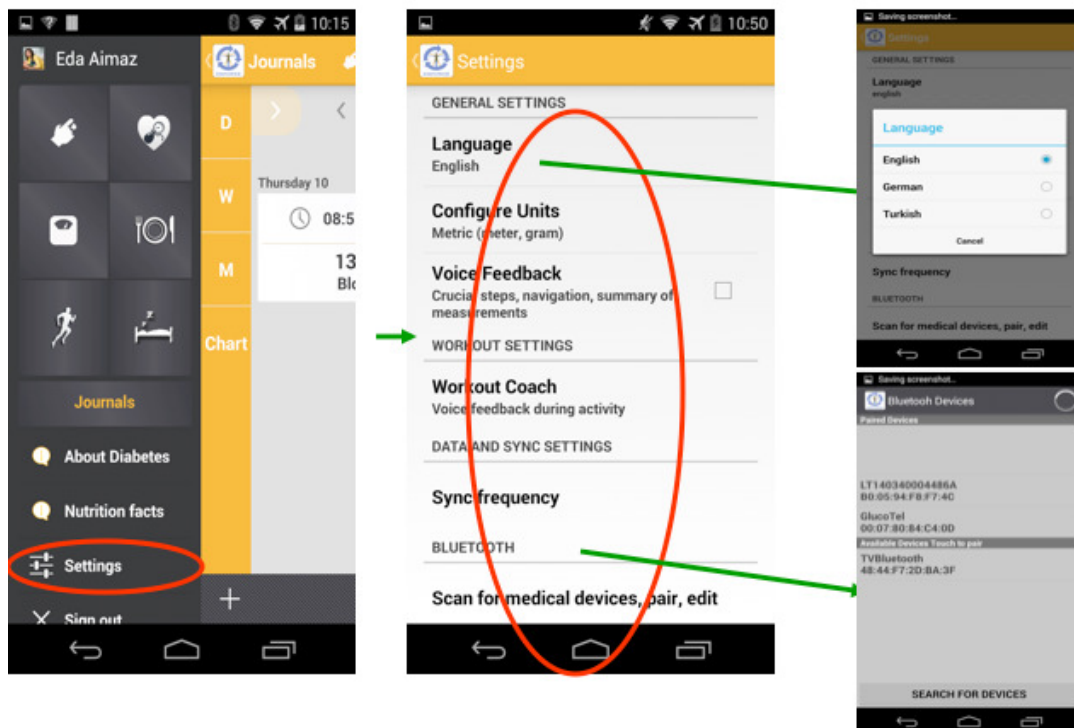 10:15
Eda Aimaz
Journals
D
W
M
Chart
Thursday 10
08:5
13
Blo
Journals
About Diabetes
Nutrition facts
Settings
Sign out
10:50
Settings
GENERAL SETTINGS
Language
English
Configure Units
Metric (meter, gram)
Voice Feedback
Crucial steps, navigation, summary of
measurements
WORKOUT SETTINGS
Workout Coach
Voice feedback during activity
DATA AND SYNC SETTINGS
Sync frequency
BLUETOOTH
Scan for medical devices, pair, edit
Saving screenshot...
Settings
GENERAL SETTINGS
Language
english
Language
English
German
Turkish
Cancel
Sync frequency
BLUETOOTH
Scan for medical devices, pair, edit
Saving screenshot...
Bluetooh Devices
Paired Devices
LT140340004486A
B0:05:94:F8:F7:4C
GlucoTel
00:07:80:84:C4:0D
Available Devices Touch to pair
TVBluetooth
48:44:F7:2D:BA:3F
SEARCH FOR DEVICES